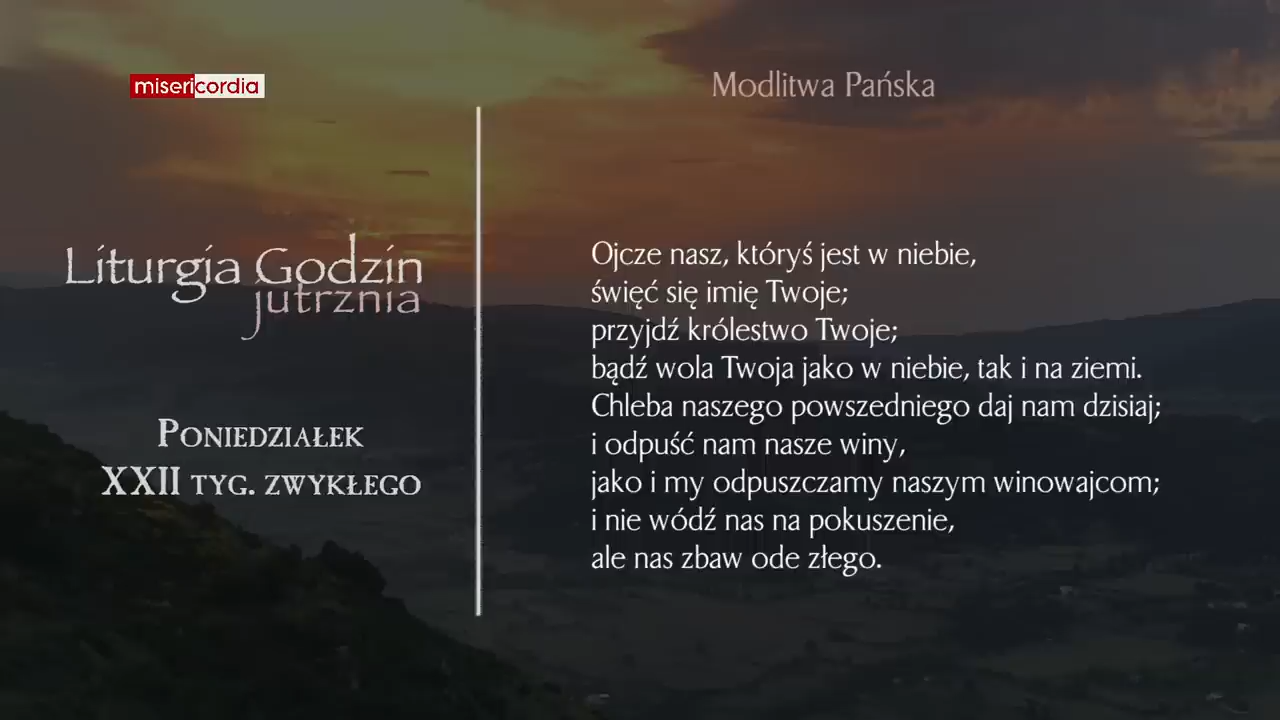 misericordia
Liturgia Godzin
jutrznia
Poniedziałek
XXII tyg. zwykłego
Modlitwa Pańska
Ojcze nasz, któryś jest w niebie,
święć się imię Twoje;
przyjdź królestwo Twoje;
bądź wola Twoja jako w niebie, tak i na ziemi.
Chleba naszego powszedniego daj nam dzisiaj;
i odpuść nam nasze winy,
jako i my odpuszczamy naszym winowajcom;
i nie wódź nas na pokuszenie,
ale nas zbaw ode złego.